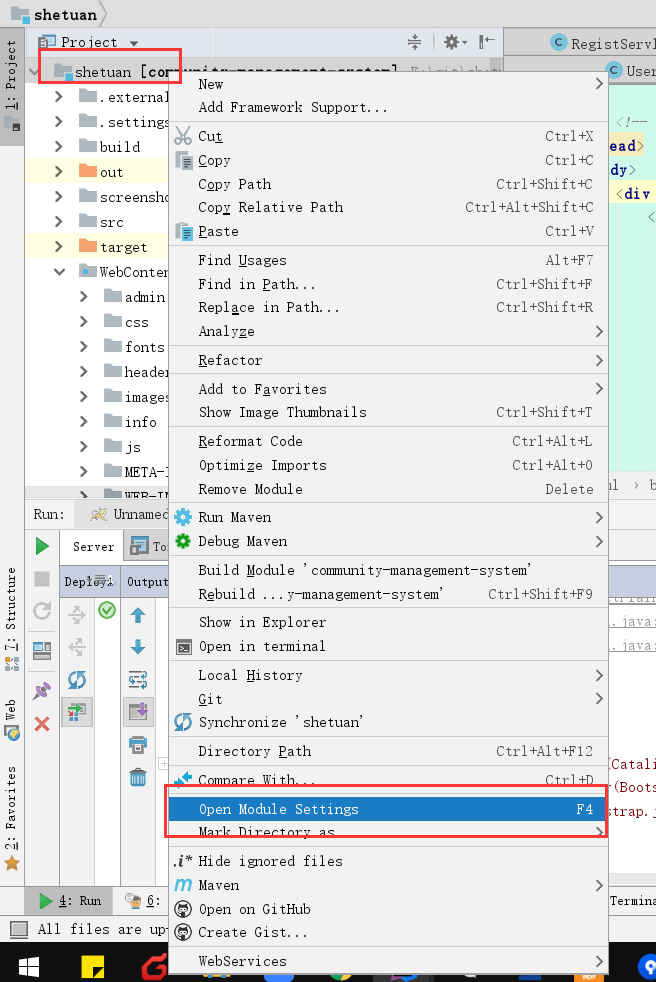 shetuan
1: Project
Project
RegistServl
shetuan [community-management-system]
User
.external
.settings
build
out
screensho
src
target
WebConten
admin
css
fonts
header
images
info
js
META-I
WEB-IN
New
Add Framework Support...
Cut Ctrl+X
Copy Ctrl+C
Copy Path Ctrl+Shift+C
Copy Relative Path Ctrl+Alt+Shift+C
Paste Ctrl+V
Find Usages Alt+F7
Find in Path... Ctrl+Shift+F
Replace in Path... Ctrl+Shift+R
Analyze
Refactor
Add to Favorites
Show Image Thumbnails Ctrl+Shift+T
Reformat Code Ctrl+Alt+L
Optimize Imports Ctrl+Alt+O
Remove Module Delete
Run Maven
Debug Maven
Build Module 'community-management-system'
Rebuild ...y-management-system' Ctrl+Shift+F9
Show in Explorer
Open in terminal
Local History
Git
Synchronize 'shetuan'
Directory Path Ctrl+Alt+F12
Compare With... Ctrl+D
Open Module Settings F4
Mark Directory as
.i* Hide ignored files
Maven
Open on GitHub
Create Gist...
WebServices
<!--
ead>
dy>
<div
<
ml > b
Run: Unnamed
Server To
Output
.java:
.java:
(Catali
r(Boots
strap.j
7: Structure
Web
2: Favorites
4: Run
6:
Termina
All files are up-